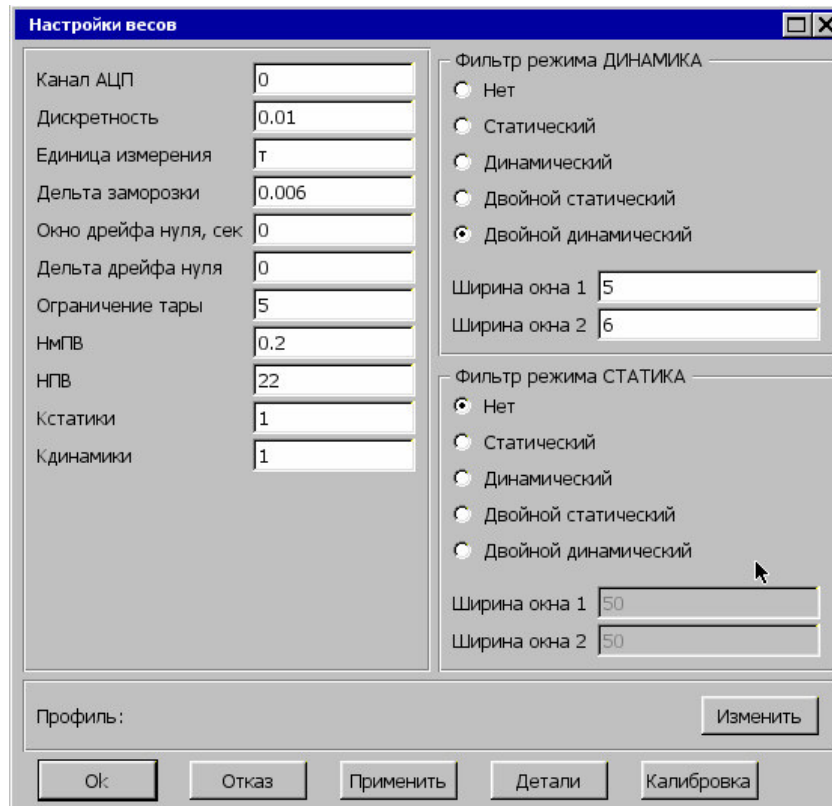 Настройки весов
Канал АЦП 0
Дискретность 0.01
Единица измерения т
Дельта заморозки 0.006
Окно дрейфа нуля, сек 0
Дельта дрейфа нуля 0
Ограничение тары 5
НмПВ 0.2
НПВ 22
Кстатики 1
Кдинамики 1
Фильтр режима ДИНАМИКА
Нет
Статический
Динамический
Двойной статический
Двойной динамический
Ширина окна 1 5
Ширина окна 2 6
Фильтр режима СТАТИКА
Нет
Статический
Динамический
Двойной статический
Двойной динамический
Ширина окна 1 50
Ширина окна 2 50
Профиль: Изменить
Ok Отказ Применить Детали Калибровка